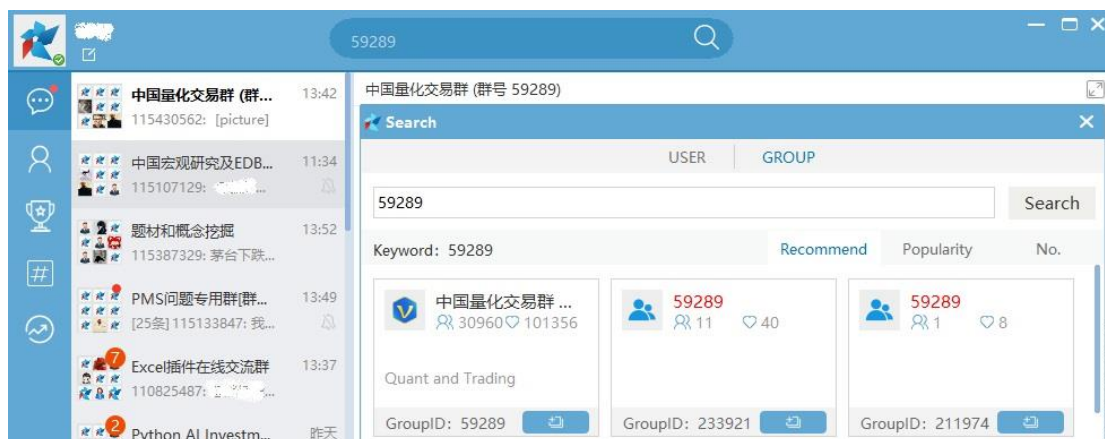 59289
中国量化交易群 (群...
13:42
115430562: [picture]
中国宏观研究及EDB...
11:34
115107129:
题材和概念挖掘
13:52
115387329: 茅台下跌...
PMS问题专用群[群...
13:49
[25条] 115133847: 我...
7
Excel插件在线交流群
13:37
110825487:
2
Python AI Investm...
昨天
中国量化交易群 (群号 59289)
Search
USER
GROUP
59289
Search
Keyword: 59289
Recommend
Popularity
No.
中国量化交易群 ...
30960 101356
Quant and Trading
GroupID: 59289
59289
11 40
GroupID: 233921
59289
1 8
GroupID: 211974